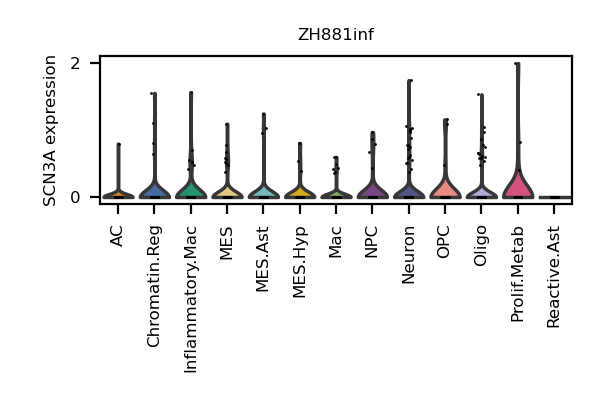 ZH881inf
SCN3A expression
2
0
AC
Chromatin.Reg
Inflammatory.Mac
MES
MES.Ast
MES.Hyp
Mac
NPC
Neuron
OPC
Oligo
Prolif.Metab
Reactive.Ast